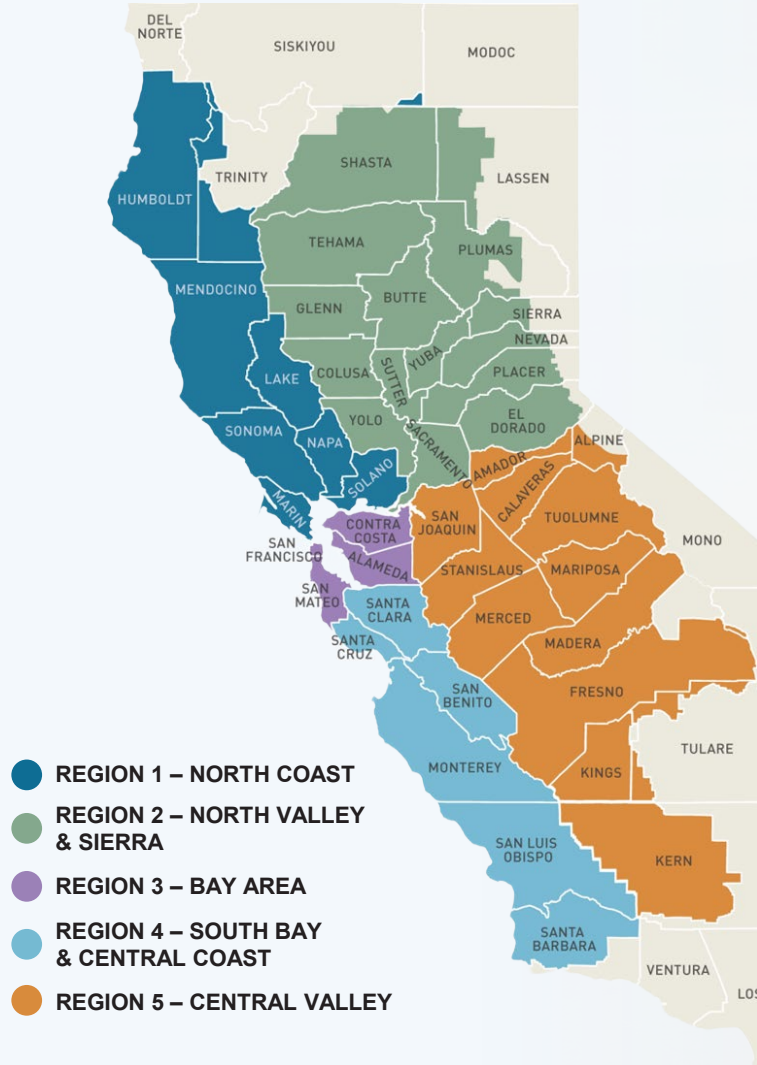 DEL
NORTE
SISKIYOU
MODOC
SHASTA
TRINITY
LASSEN
HUMBOLDT
TEHAMA
PLUMAS
MENDOCINO
BUTTE
GLENN
SIERRA
NEVADA
YUBA
SUTTER
COLUSA
PLACER
LAKE
EL
DORADO
YOLO
SONOMA
NAPA
SACRAMENTO
ALPINE
AMADOR
SOLANO
CALAVERAS
MARIN
SAN
JOAQUIN
TUOLUMNE
CONTRA
COSTA
MONO
SAN
FRANCISCO
ALAMEDA
STANISLAUS
MARIPOSA
SAN
MATEO
SANTA
CLARA
MERCED
SANTA
CRUZ
MADERA
SAN
BENITO
FRESNO
TULARE
MONTEREY
KINGS
SAN LUIS
OBISPO
KERN
SANTA
BARBARA
VENTURA
LOS
REGION 1 – NORTH COAST
REGION 2 – NORTH VALLEY
& SIERRA
REGION 3 – BAY AREA
REGION 4 – SOUTH BAY
& CENTRAL COAST
REGION 5 – CENTRAL VALLEY